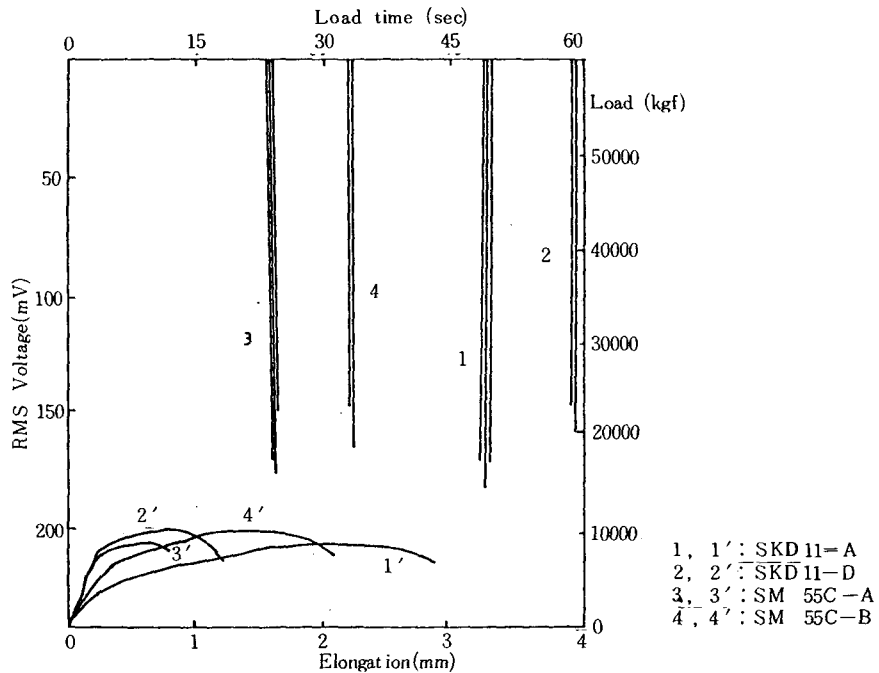 Load time (sec)
0 15 30 45 60
Load (kgf)
50000
50
40000
2
RMS Voltage(mV)
100
4
3
30000
1
150
20000
2′ 4′
200
10000
3′
1′
1, 1′ : SKD 11=A
2, 2′ : SKD 11-D
3, 3′ : SM 55C-A
4, 4′ : SM 55C-B
0
0 1 2 3 4
Elongation(mm)